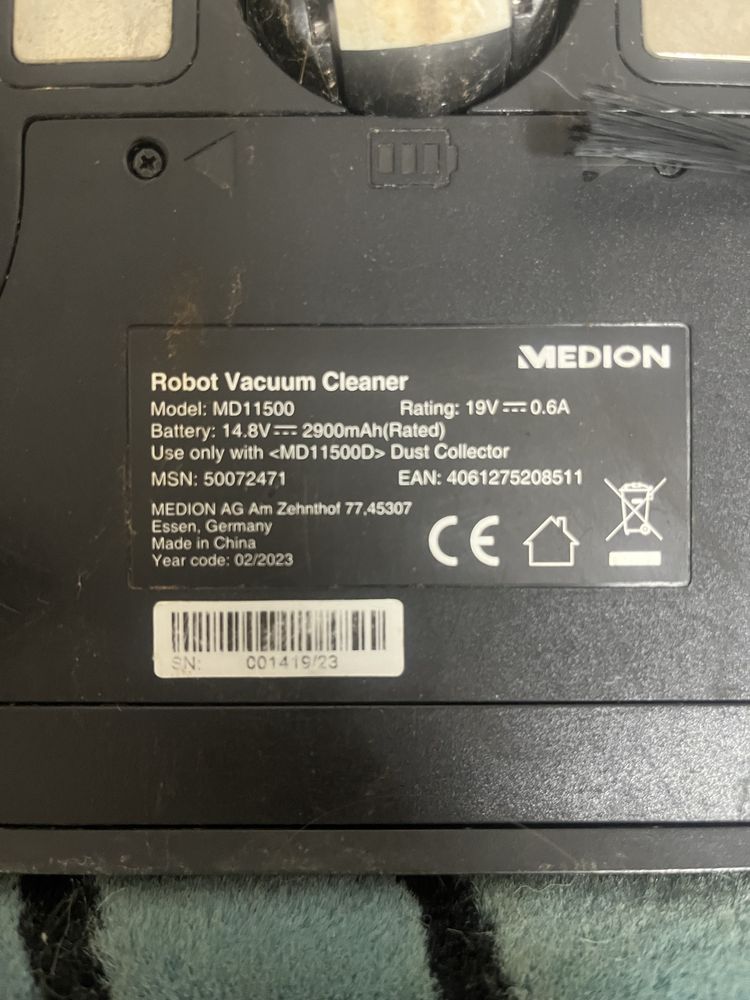 MEDION
Robot Vacuum Cleaner
Model: MD11500 Rating: 19V⎓0.6A
Battery: 14.8V⎓2900mAh(Rated)
Use only with <MD11500D> Dust Collector
MSN: 50072471 EAN: 4061275208511
MEDION AG Am Zehnthof 77,45307
Essen, Germany
Made in China
Year code: 02/2023
CE
SN: 001419/23